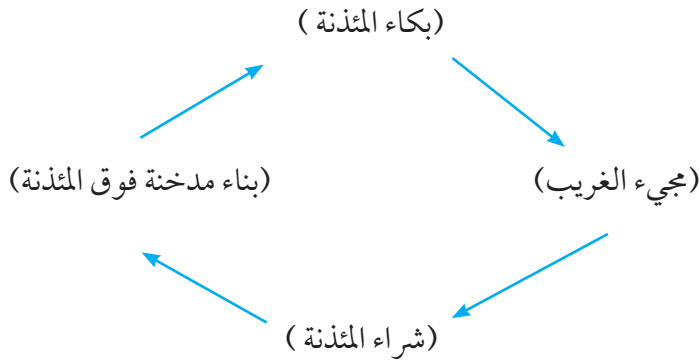 (بكاء المئذنة )
(مجيء الغريب)
(بناء مدخنة فوق المئذنة)
(شراء المئذنة )